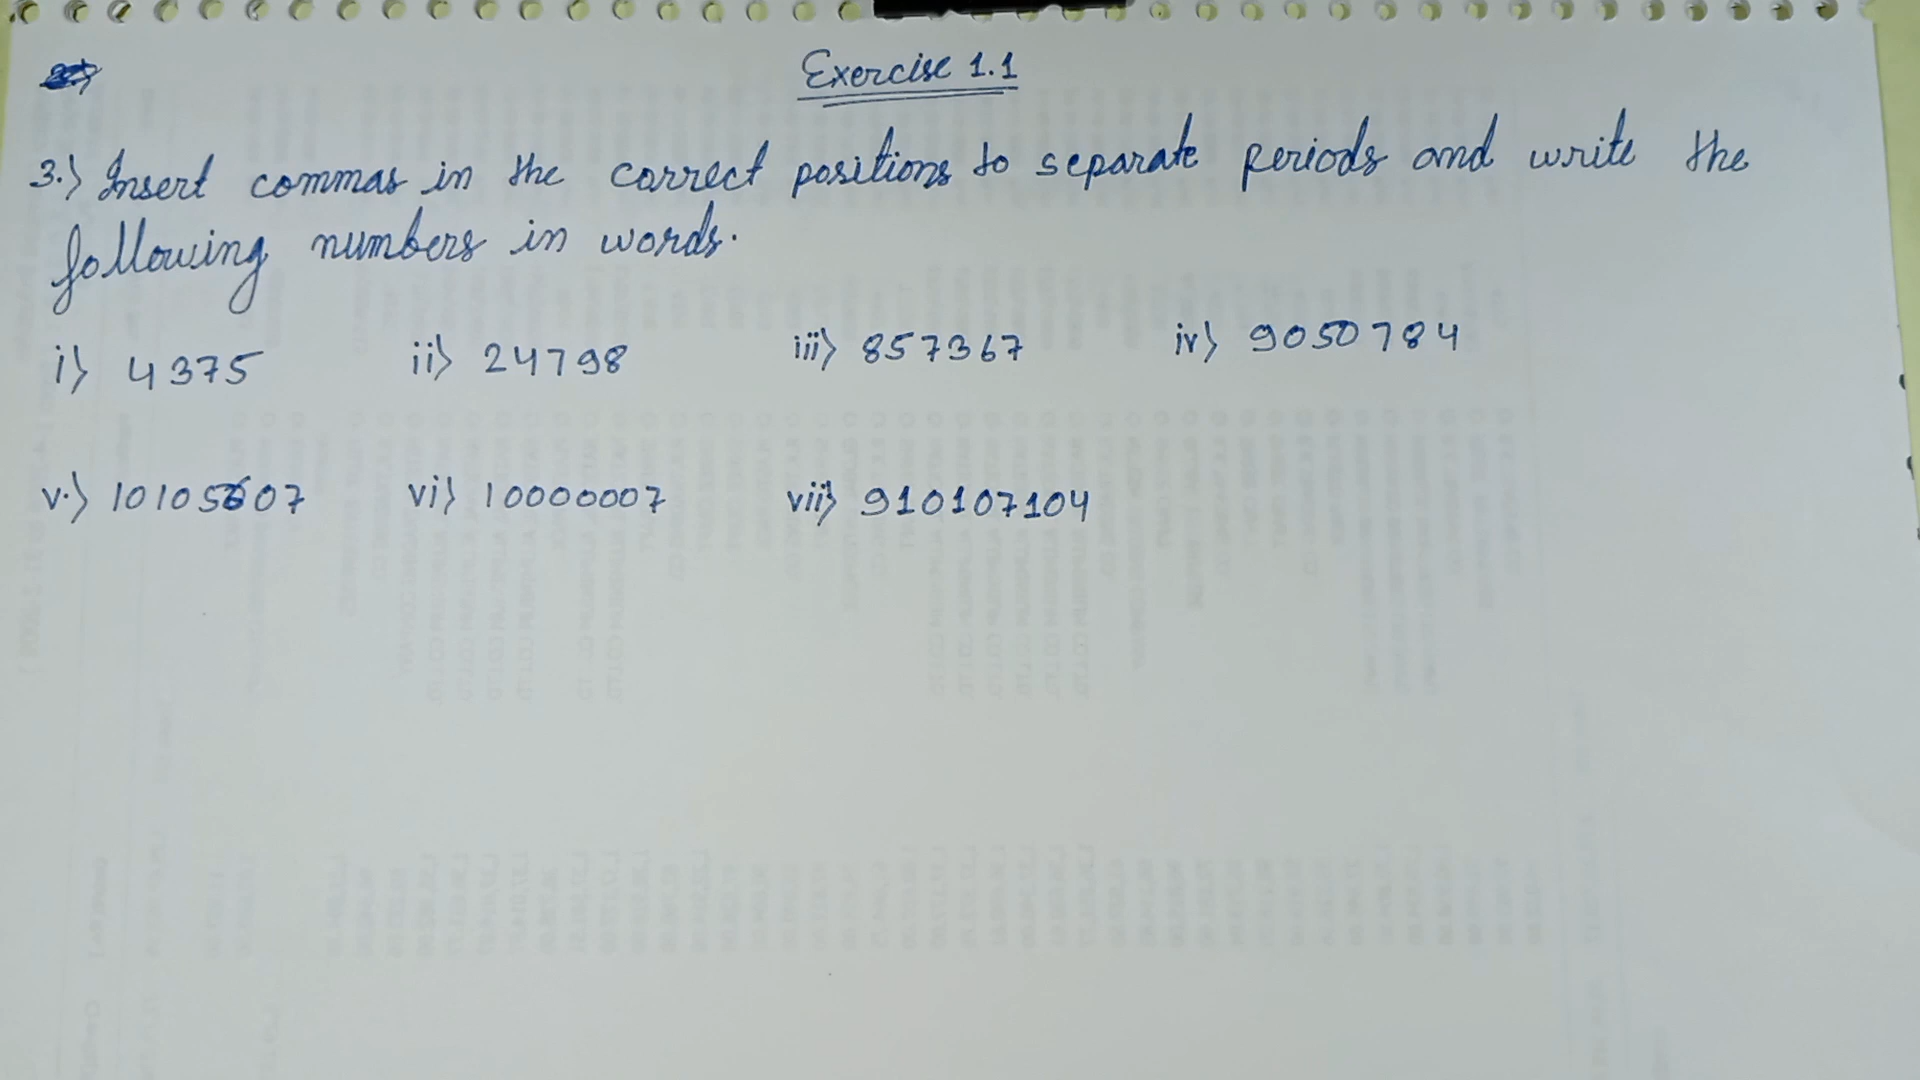 Exercise 1.1
3.) Insert commas in the correct positions to separate periods and write the
following numbers in words.
i) 4375 ii) 24798 iii) 857367 iv) 9050784
v.) 10105607 vi) 10000007 vii) 910107104